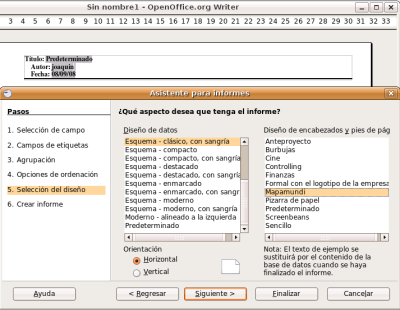 Sin nombre1 - OpenOffice.org Writer
3 4 5 6 7 8 9 10 11 12 13 14 15 16 17 18 19 20 21 22 23 24 25 26 27 28 29 30 31 32 33
Título: Predeterminado
Autor: joaquin
Fecha: 08/09/08
Asistente para informes
Pasos
1. Selección de campo
2. Campos de etiquetas
3. Agrupación
4. Opciones de ordenación
5. Selección del diseño
6. Crear informe
¿Qué aspecto desea que tenga el informe?
Diseño de datos
Esquema - clásico, con sangría
Esquema - compacto
Esquema - compacto, con sangría
Esquema - destacado
Esquema - destacado, con sangría
Esquema - enmarcado
Esquema - enmarcado, con sangr
Esquema - moderno
Esquema - moderno, con sangría
Moderno - alineado a la izquierda
Predeterminado
Diseño de encabezados y pies de pág
Anteproyecto
Burbujas
Cine
Controlling
Finanzas
Formal con el logotipo de la empresa
Mapamundi
Pizarra de papel
Predeterminado
Screenbeans
Sencillo
Orientación
Horizontal
Vertical
Nota: El texto de ejemplo se
sustituirá por el contenido de la
base de datos cuando se haya
finalizado el informe.
Ayuda
< Regresar
Siguiente >
Finalizar
Cancelar